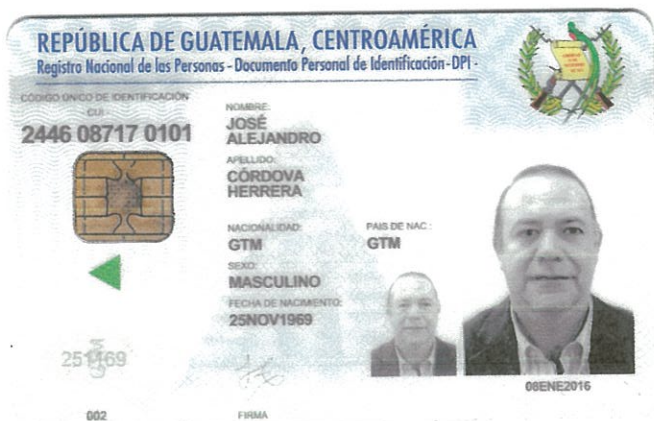 REPÚBLICA DE GUATEMALA, CENTROAMÉRICA
Registro Nacional de las Personas - Documento Personal de Identificación - DPI -
CÓDIGO ÚNICO DE IDENTIFICACIÓN
CUI
2446 08717 0101
NOMBRE:
JOSÉ
ALEJANDRO
APELLIDO:
CÓRDOVA
HERRERA
NACIONALIDAD:
GTM
PAIS DE NAC.:
GTM
SEXO:
MASCULINO
FECHA DE NACIMIENTO:
25NOV1969
251169
08ENE2016
002
FIRMA